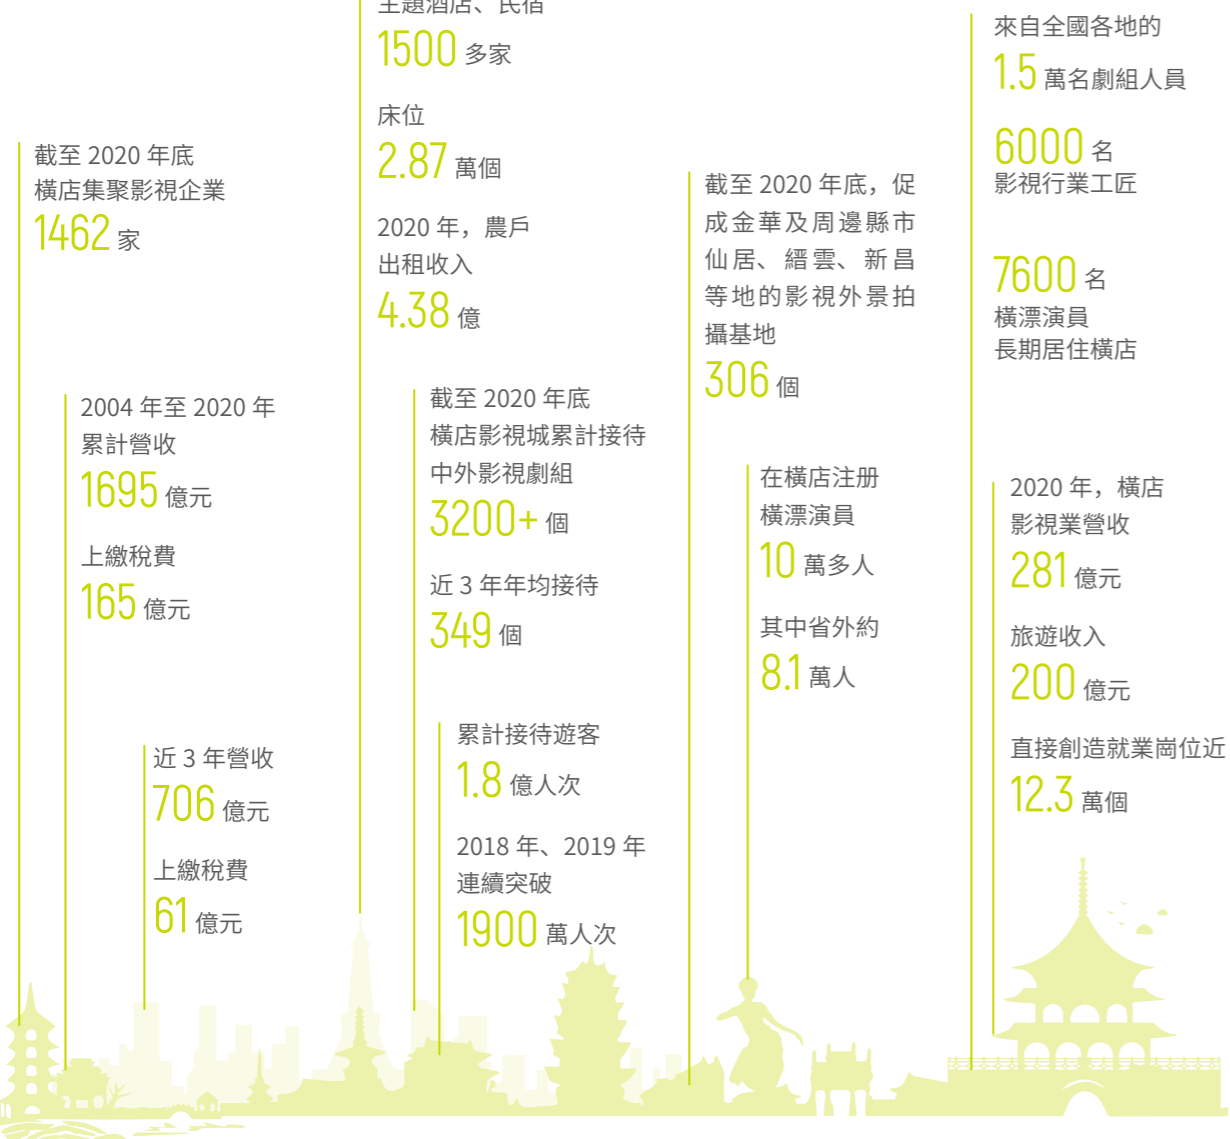 截至 2020 年底
橫店集聚影視企業
1462 家
2004 年至 2020 年
累計營收
1695 億元
上繳稅費
165 億元
近 3 年營收
706 億元
上繳稅費
61 億元
主題酒店、民宿
1500 多家
床位
2.87 萬個
2020 年，農戶
出租收入
4.38 億
截至 2020 年底
橫店影視城累計接待
中外影視劇組
3200+ 個
近 3 年年均接待
349 個
累計接待遊客
1.8 億人次
2018 年、2019 年
連續突破
1900 萬人次
截至 2020 年底，促
成金華及周邊縣市
仙居、縉雲、新昌
等地的影視外景拍
攝基地
306 個
在橫店注册
橫漂演員
10 萬多人
其中省外約
8.1 萬人
來自全國各地的
1.5 萬名劇組人員
6000 名
影視行業工匠
7600 名
橫漂演員
長期居住橫店
2020 年，橫店
影視業營收
281 億元
旅遊收入
200 億元
直接創造就業崗位近
12.3 萬個